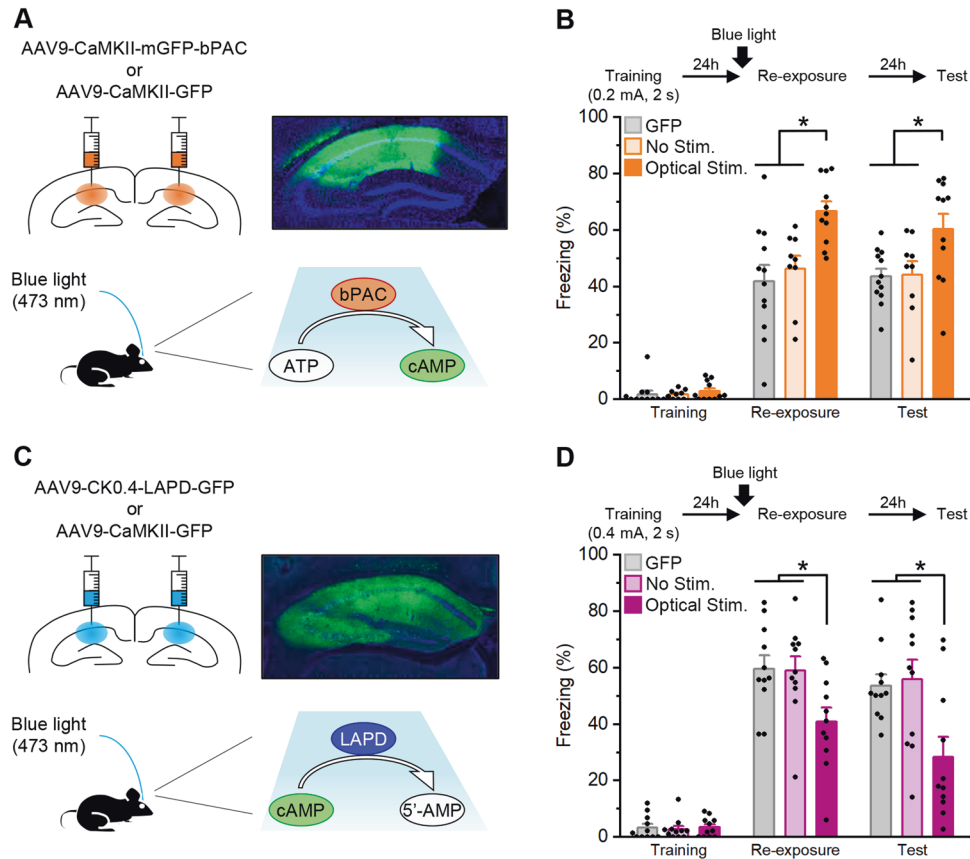 A
AAV9-CaMKII-mGFP-bPAC
or
AAV9-CaMKII-GFP
Blue light
(473 nm)
bPAC
ATP
cAMP
B
Blue light
Training
24h
Re-exposure
24h
Test
(0.2 mA, 2 s)
Freezing (%)
100
80
60
40
20
0
GFP
No Stim.
Optical Stim.
*
*
Training
Re-exposure
Test
C
AAV9-CK0.4-LAPD-GFP
or
AAV9-CaMKII-GFP
Blue light
(473 nm)
LAPD
cAMP
5'-AMP
D
Blue light
Training
24h
Re-exposure
24h
Test
(0.4 mA, 2 s)
Freezing (%)
100
80
60
40
20
0
GFP
No Stim.
Optical Stim.
*
*
Training
Re-exposure
Test